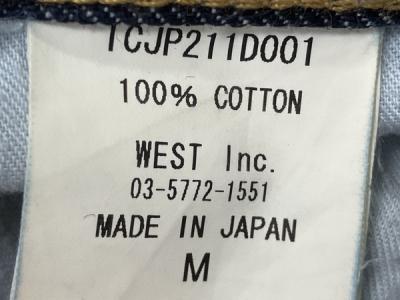 TCJP211D001
100% COTTON
WEST Inc.
03-5772-1551
MADE IN JAPAN
M